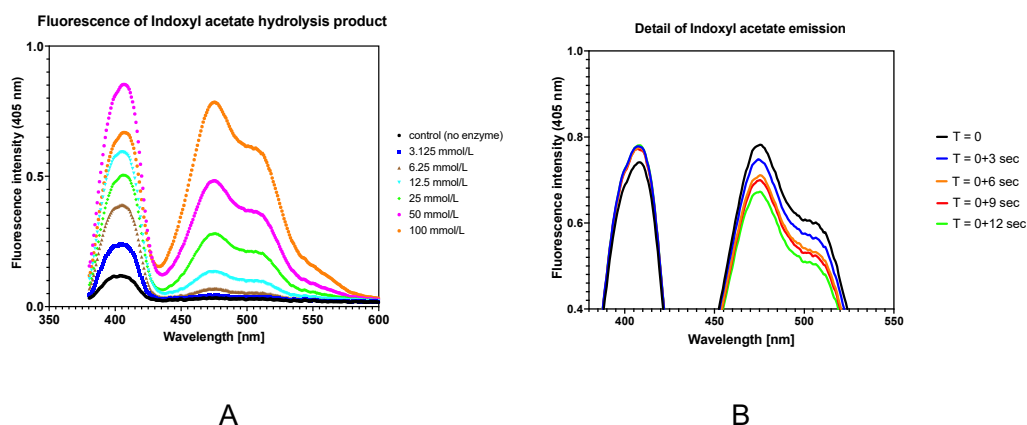 Fluorescence of Indoxyl acetate hydrolysis product
Fluorescence intensity (405 nm)
1.0
0.5
0.0
350
400
450
500
550
600
Wavelength [nm]
control (no enzyme)
3.125 mmol/L
6.25 mmol/L
12.5 mmol/L
25 mmol/L
50 mmol/L
100 mmol/L
A
Detail of Indoxyl acetate emission
Fluorescence intensity (405 nm)
1.0
0.8
0.6
0.4
400
450
500
550
Wavelength [nm]
T = 0
T = 0+3 sec
T = 0+6 sec
T = 0+9 sec
T = 0+12 sec
B